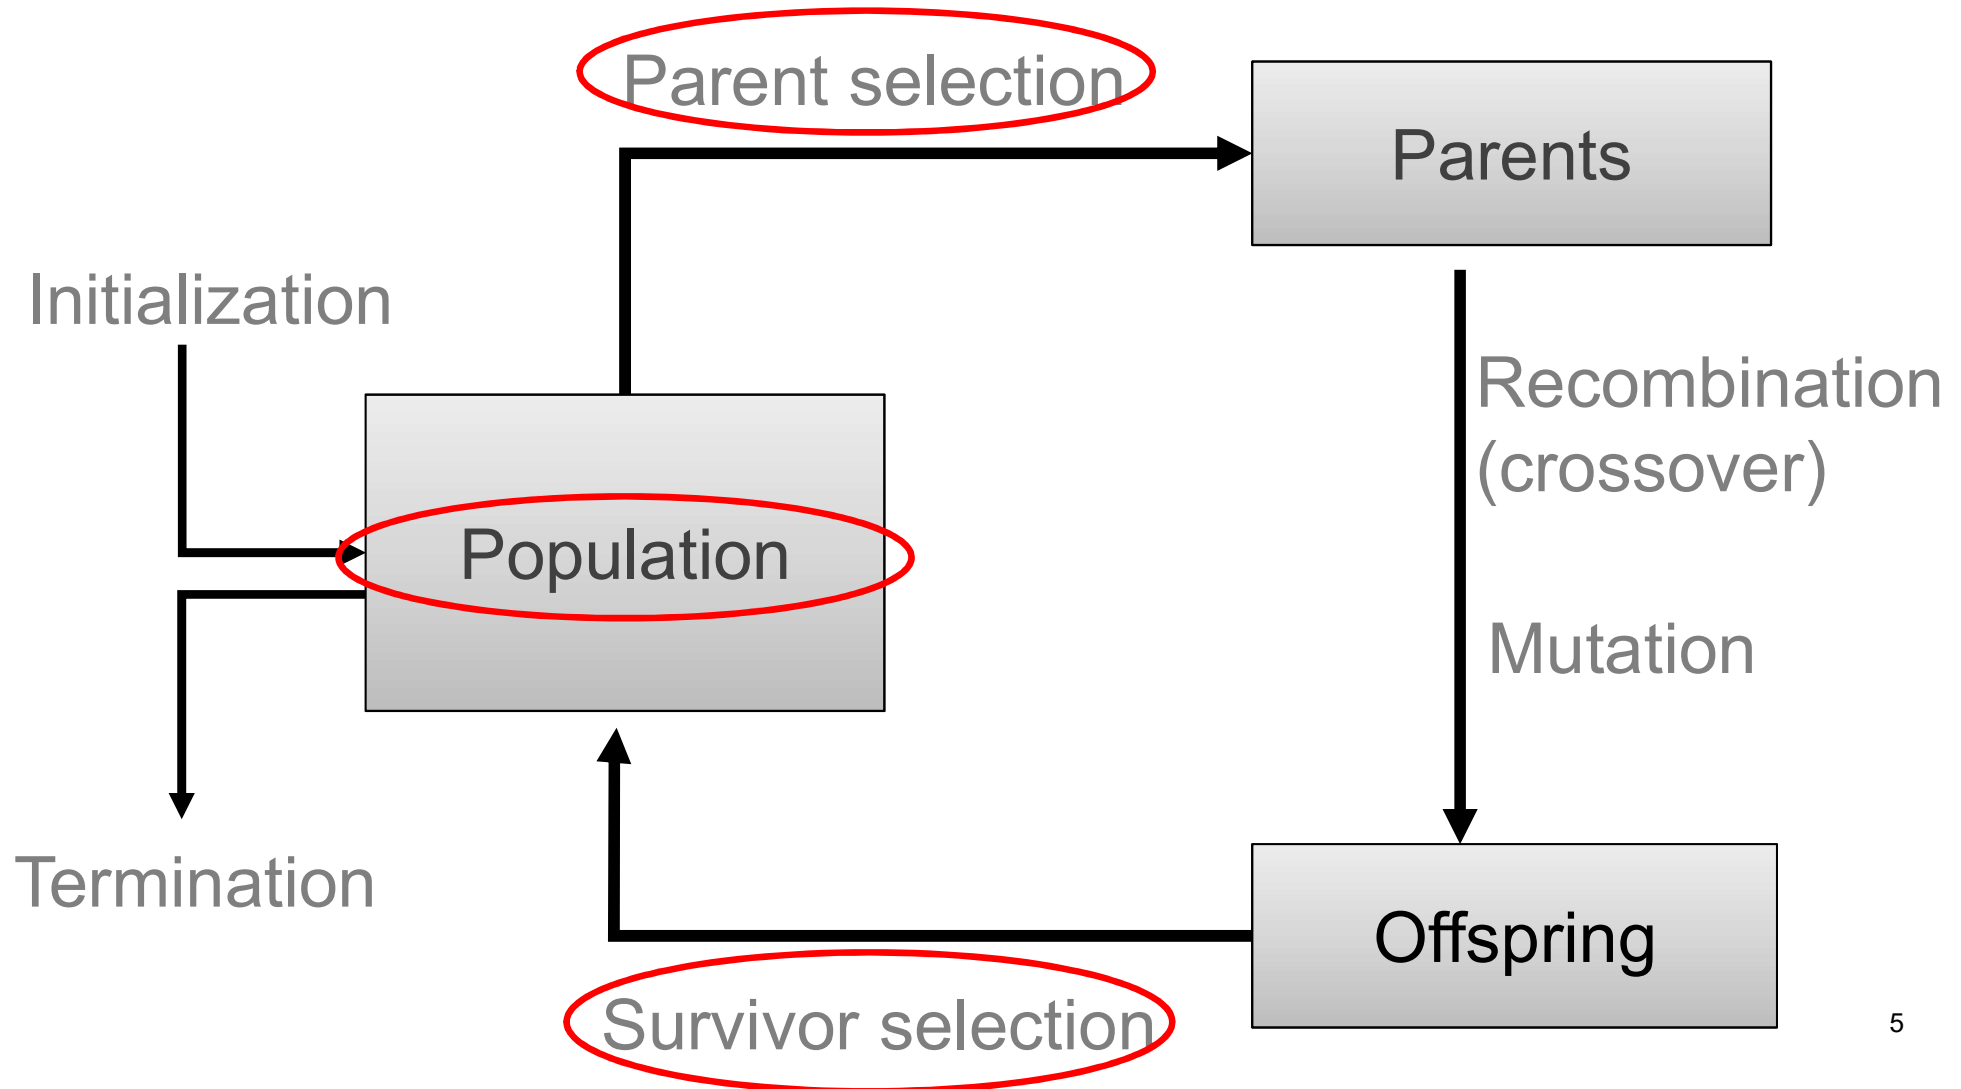 Parent selection
Parents
Initialization
Recombination
(crossover)
Population
Mutation
Termination
Offspring
Survivor selection
5